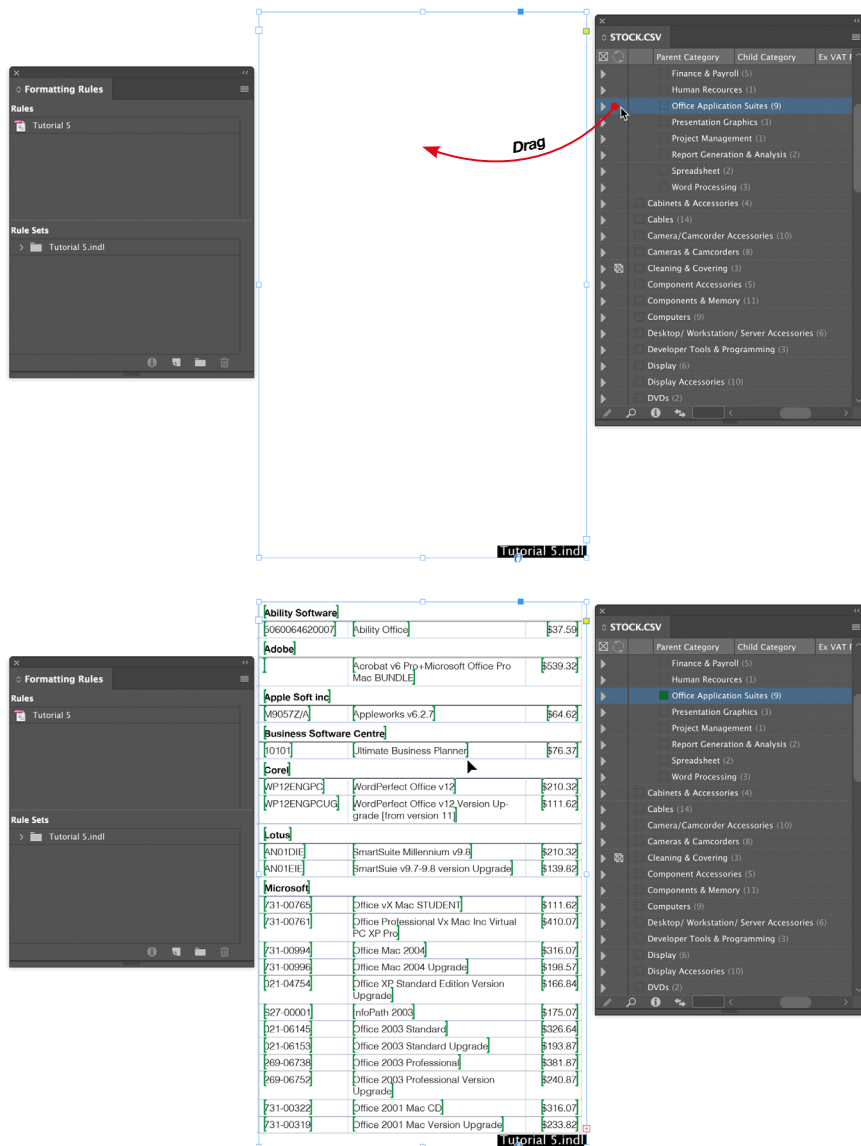 STOCK.CSV
Parent Category Child Category Ex VAT
Finance & Payroll (5)
Human Recources (1)
Office Application Suites (9)
Presentation Graphics (3)
Project Management (1)
Report Generation & Analysis (2)
Spreadsheet (2)
Word Processing (3)
Cabinets & Accessories (4)
Cables (14)
Camera/Camcorder Accessories (10)
Cameras & Camcorders (8)
Cleaning & Covering (3)
Component Accessories (5)
Components & Memory (11)
Computers (9)
Desktop/ Workstation/ Server Accessories (6)
Developer Tools & Programming (3)
Display (6)
Display Accessories (10)
DVDs (2)
Formatting Rules
Rules
Tutorial 5
Rule Sets
Tutorial 5.indl
Drag
Tutorial 5.indl
Formatting Rules
Rules
Tutorial 5
Rule Sets
Tutorial 5.indl
Ability Software
5060064620007 Ability Office $37.59
Adobe
Acrobat v6 Pro+Microsoft Office Pro $539.32
Mac BUNDLE
Apple Soft inc
M9057Z/A Appleworks v6.2.7 $64.62
Business Software Centre
10101 Ultimate Business Planner $76.37
Corel
WP12ENGPC WordPerfect Office v12 $210.32
WP12ENGPCUG WordPerfect Office v12 Version Up- $111.62
grade [from version 11]
Lotus
AN01DIE SmartSuite Millennium v9.8 $210.32
AN01EIE SmartSuie v9.7-9.8 version Upgrade $139.82
Microsoft
731-00765 Office vX Mac STUDENT $111.62
731-00761 Office Professional Vx Mac Inc Virtual $410.07
PC XP Pro
731-00994 Office Mac 2004 $316.07
731-00996 Office Mac 2004 Upgrade $198.57
021-04754 Office XP Standard Edition Version $166.84
Upgrade
S27-00001 InfoPath 2003 $175.07
021-06145 Office 2003 Standard $326.64
021-06153 Office 2003 Standard Upgrade $193.87
269-06738 Office 2003 Professional $381.87
269-06752 Office 2003 Professional Version $240.87
Upgrade
731-00322 Office 2001 Mac CD $316.07
731-00319 Office 2001 Mac Version Upgrade $233.82
Tutorial 5.indl
STOCK.CSV
Parent Category Child Category Ex VAT
Finance & Payroll (5)
Human Recources (1)
Office Application Suites (9)
Presentation Graphics (3)
Project Management (1)
Report Generation & Analysis (2)
Spreadsheet (2)
Word Processing (3)
Cabinets & Accessories (4)
Cables (14)
Camera/Camcorder Accessories (10)
Cameras & Camcorders (8)
Cleaning & Covering (3)
Component Accessories (5)
Components & Memory (11)
Computers (9)
Desktop/ Workstation/ Server Accessories (6)
Developer Tools & Programming (3)
Display (6)
Display Accessories (10)
DVDs (2)